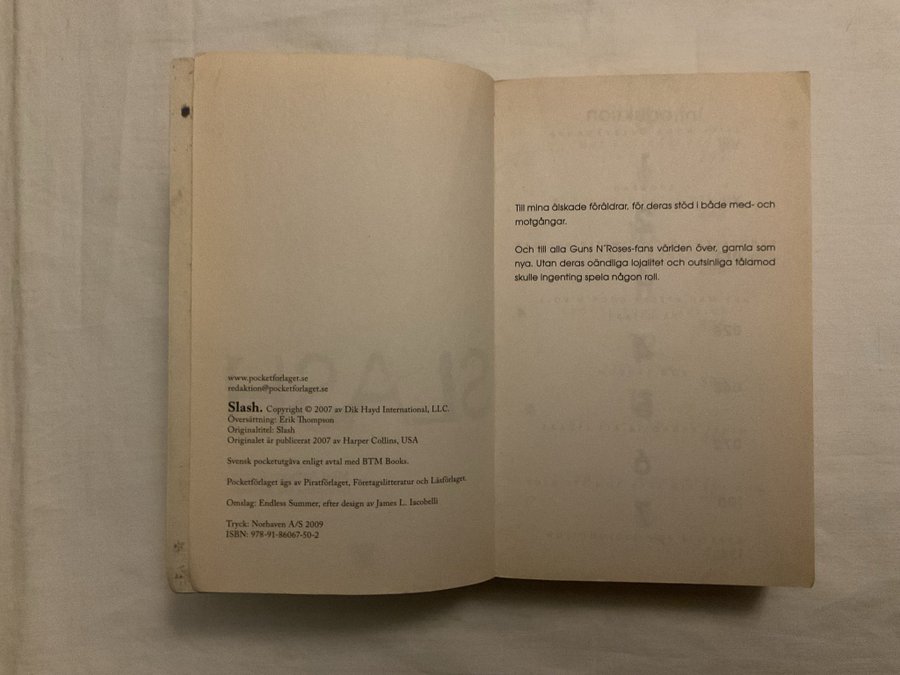 www.pocketforlaget.se
redaktion@pocketforlaget.se
Slash. Copyright © 2007 av Dik Hayd International, LLC.
Översättning: Erik Thompson
Originaltitel: Slash
Originalet är publicerat 2007 av Harper Collins, USA
Svensk pocketutgåva enligt avtal med BTM Books.
Pocketförlaget ägs av Piratförlaget, Företagslitteratur och Läsförlaget.
Omslag: Endless Summer, efter design av James L. Iacobelli
Tryck: Norhaven A/S 2009
ISBN: 978-91-86067-50-2
Till mina älskade föräldrar, för deras stöd i både med- och
motgångar.
Och till alla Guns N´Roses-fans världen över, gamla som
nya. Utan deras oändliga lojalitet och outsinliga tålamod
skulle ingenting spela någon roll.